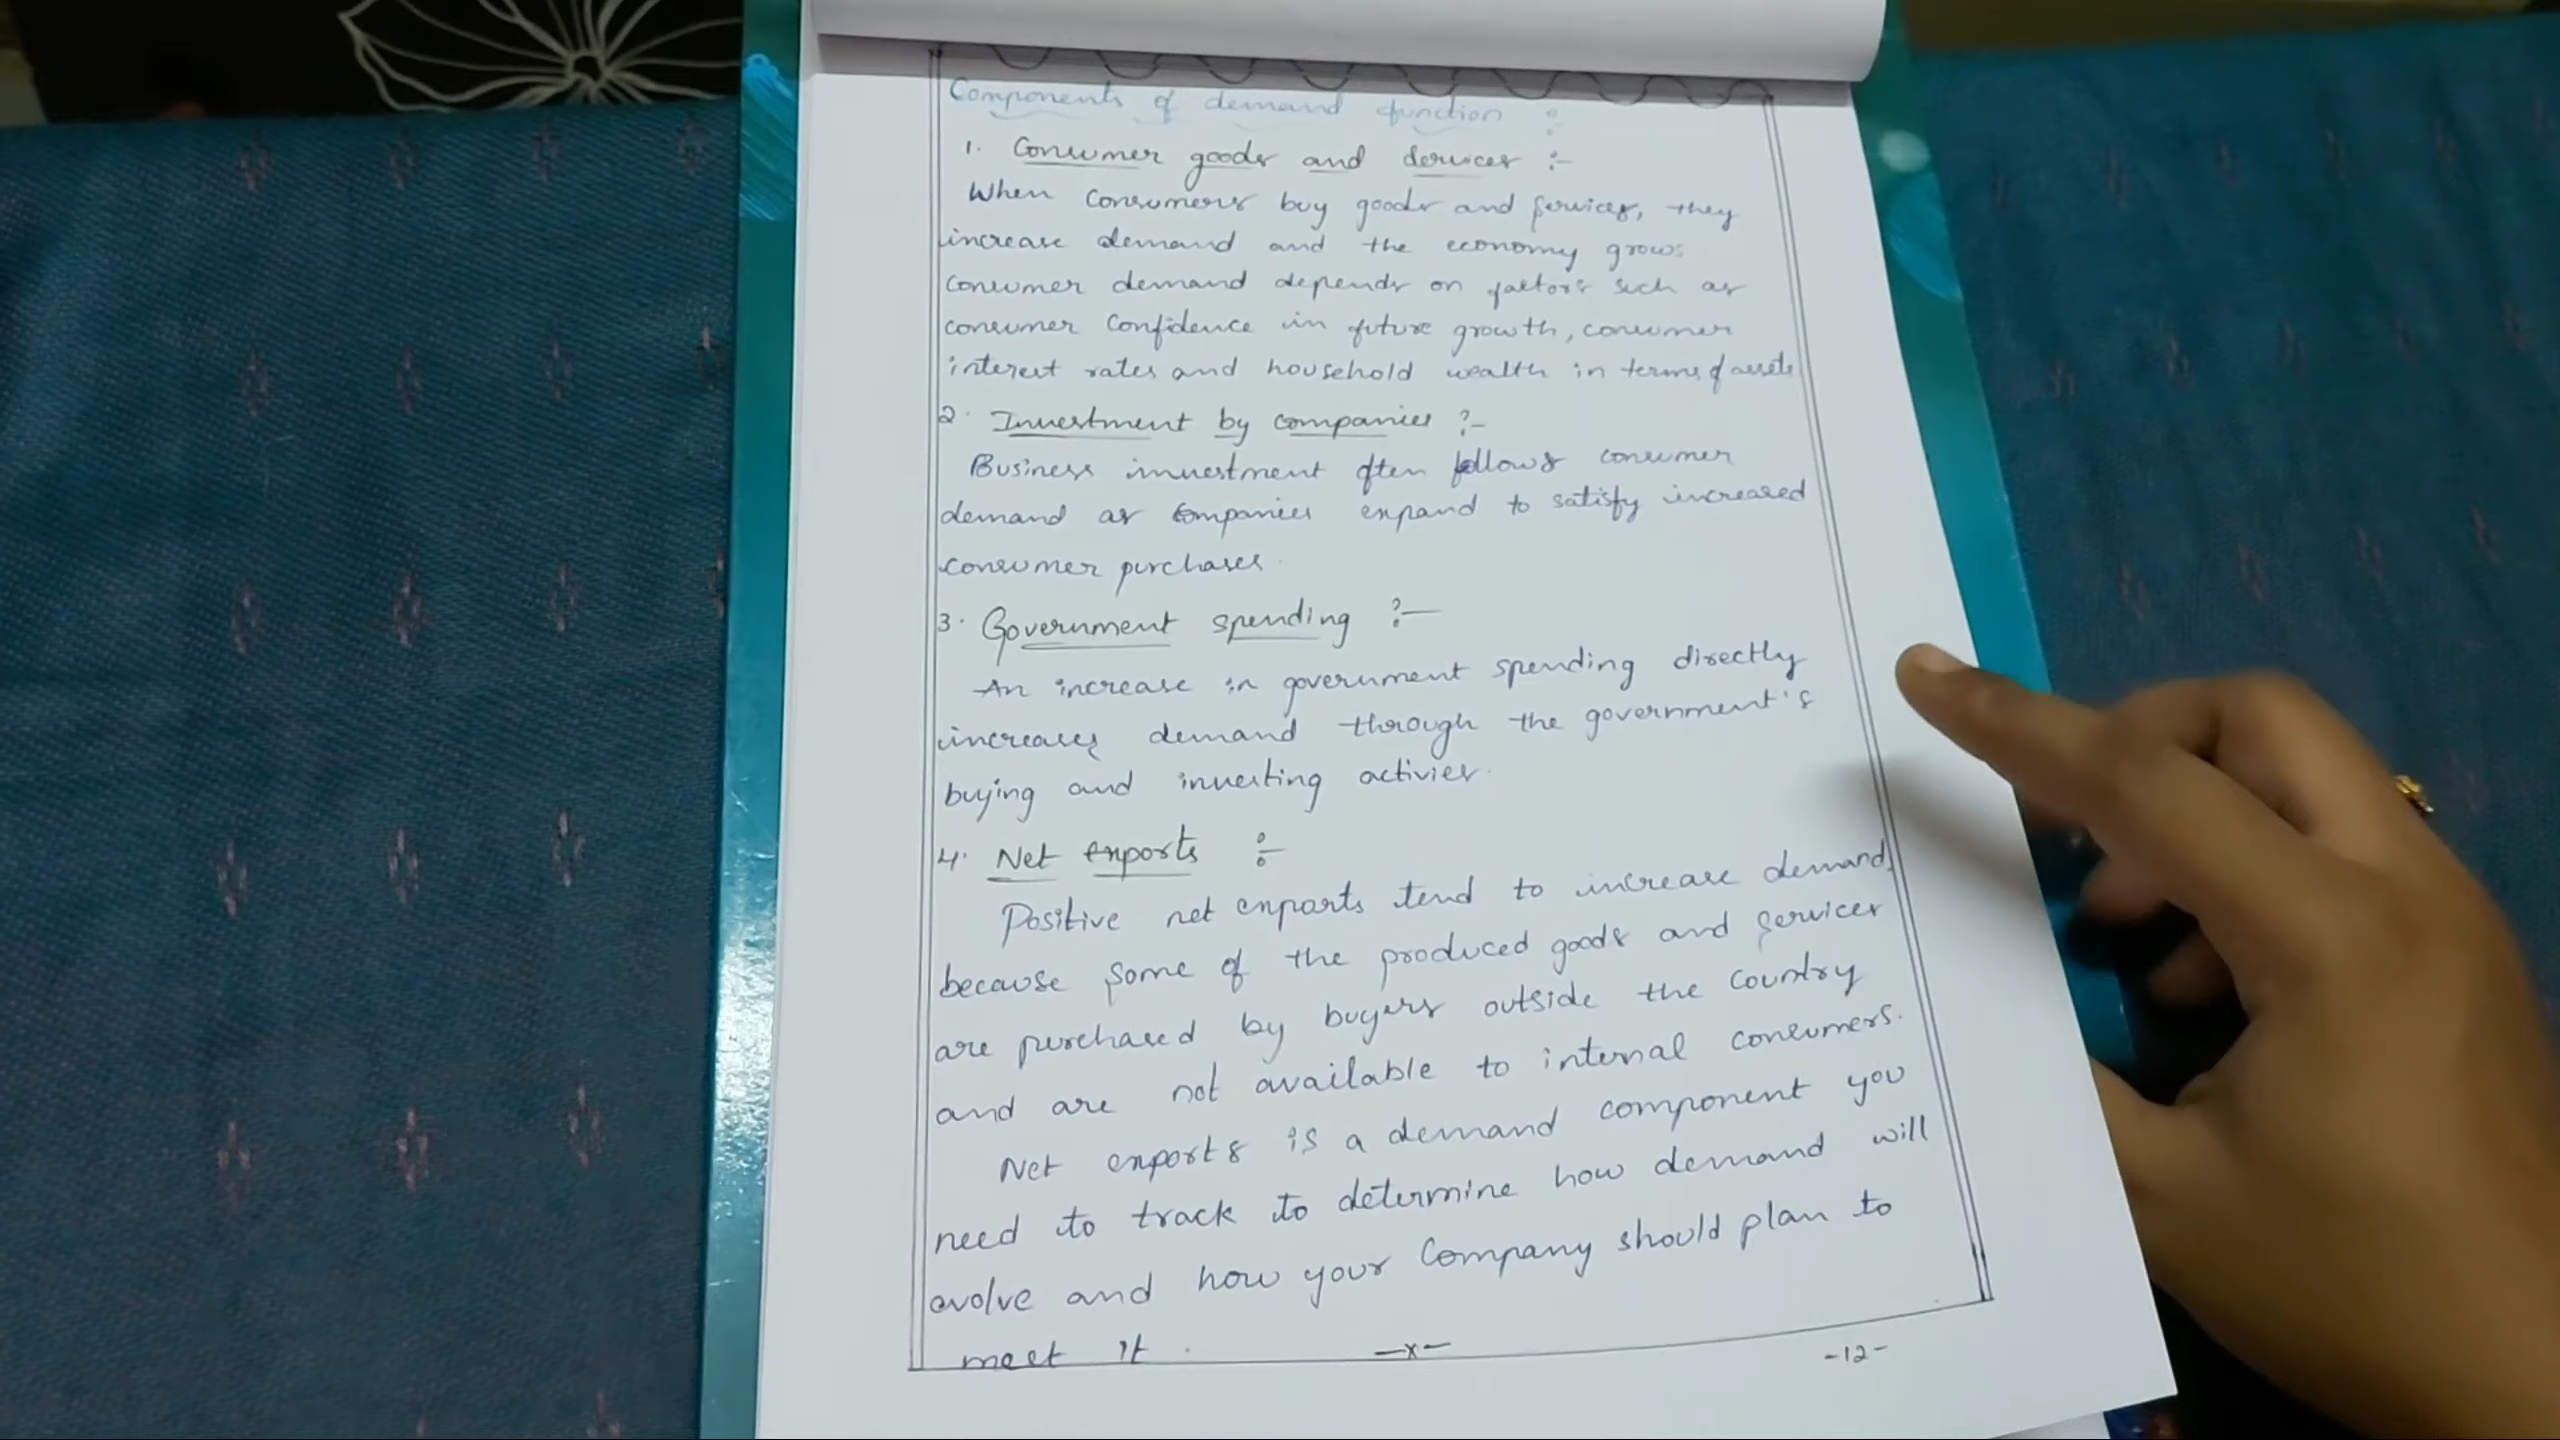 Components of demand function :
1. Consumer goods and services :-
When consumers buy goods and services, they
increase demand and the economy grows
consumer demand depends on factors such as
consumer confidence in future growth, consumer
interest rates and household wealth in terms of assets
2. Investment by companies :-
Business investment often follows consumer
demand as companies expand to satisfy increased
consumer purchases.
3. Government spending :-
An increase in government spending directly
increases demand through the government's
buying and investing activies.
4. Net exports :-
Positive net exports tend to increase demand,
because some of the produced goods and services
are purchased by buyers outside the country
and are not available to internal consumers.
Net exports is a demand component you
need to track to determine how demand will
evolve and how your Company should plan to
meet it.
-x-
-12-